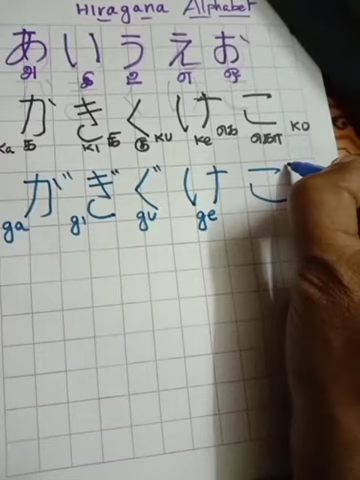 Hiragana Alphabet
あ い う え お
அ இ உ எ ஒ
か き く け こ
ka க ki கி கு ku ke கெ கொ ko
が ぎ ぐ け こ
ga gi gu ge